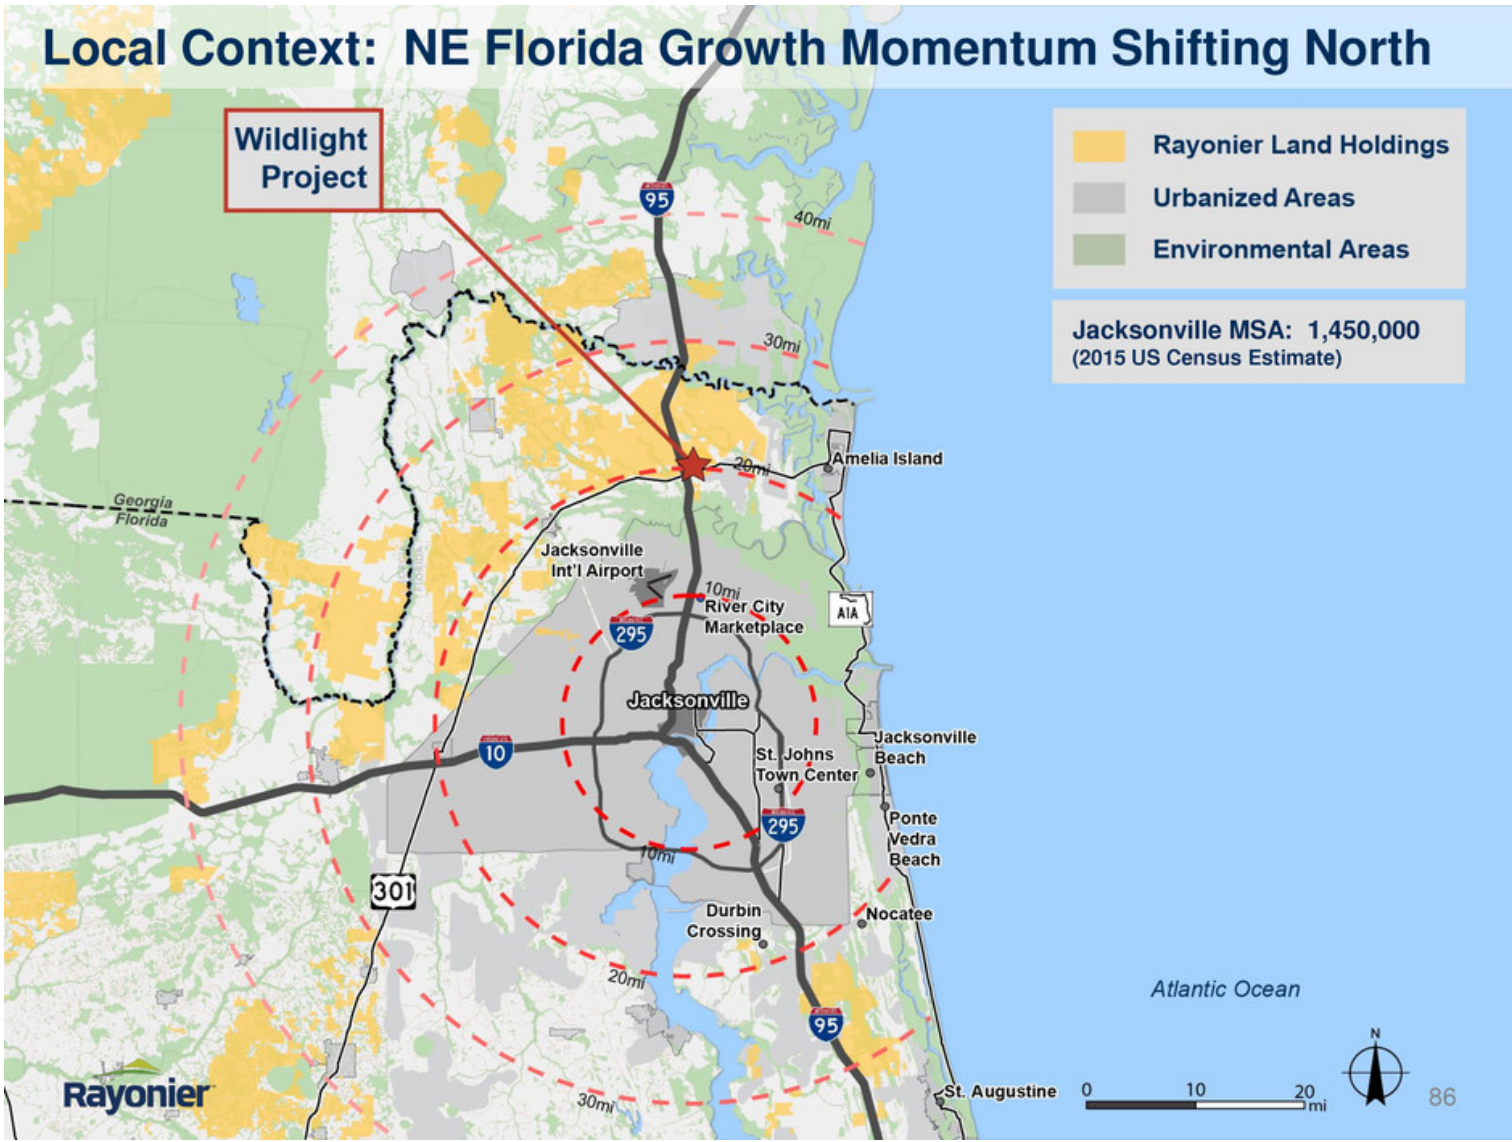 Local Context:  NE Florida Growth Momentum Shifting North
Wildlight
Project
Rayonier Land Holdings
Urbanized Areas
Environmental Areas
Jacksonville MSA:  1,450,000
(2015 US Census Estimate)
95
40mi
30mi
20mi
Amelia Island
Georgia
Florida
Jacksonville
Int'l Airport
10mi
River City
Marketplace
A1A
295
Jacksonville
10
St. Johns
Town Center
Jacksonville
Beach
295
Ponte
Vedra
Beach
10mi
301
Durbin
Crossing
Nocatee
20mi
Atlantic Ocean
95
30mi
Rayonier
St. Augustine
0 10 20
mi
N
86